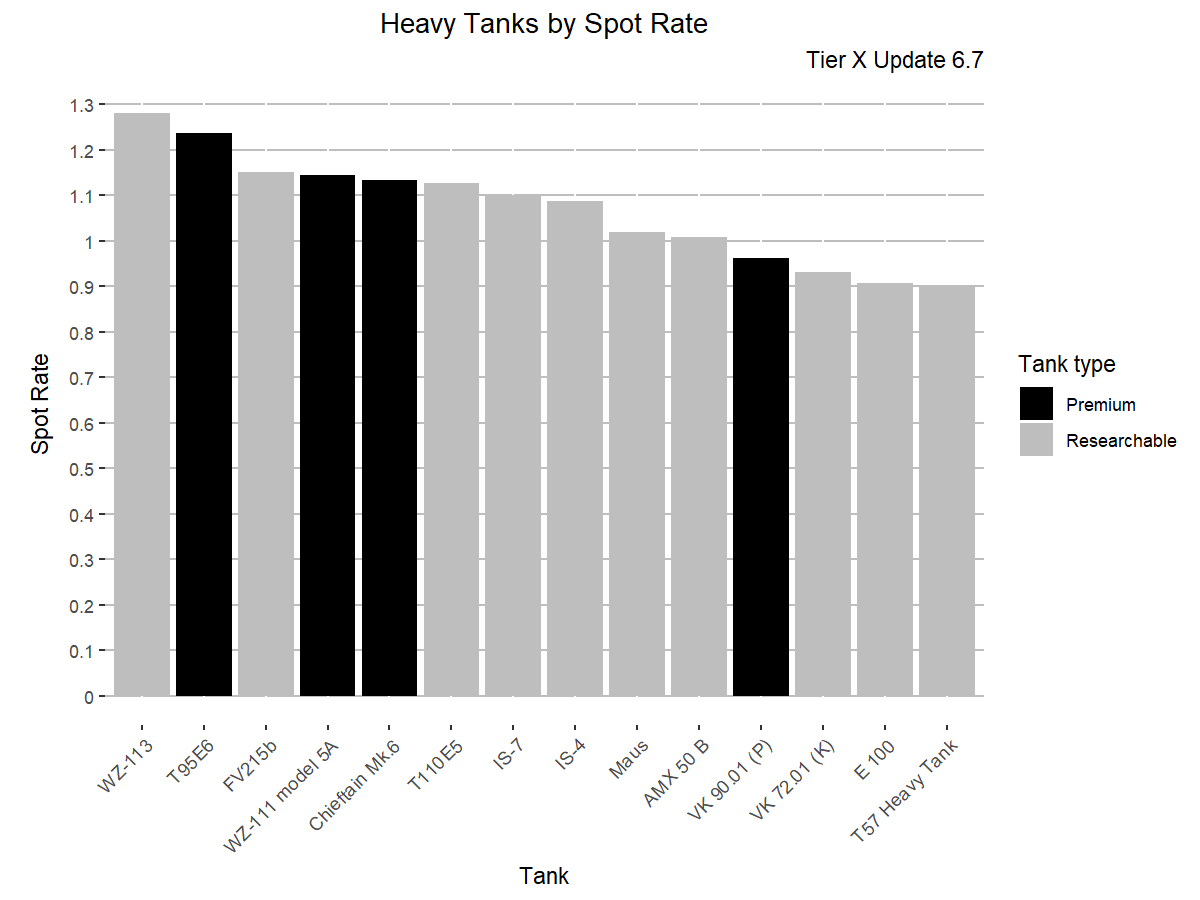 Heavy Tanks by Spot Rate
Tier X Update 6.7
1.3
1.2
1.1
1
0.9
0.8
0.7
0.6
0.5
0.4
0.3
0.2
0.1
0
Spot Rate
WZ-113
T95E6
FV215b
WZ-111 model 5A
Chieftain Mk.6
T110E5
IS-7
IS-4
Maus
AMX 50 B
VK 90.01 (P)
VK 72.01 (K)
E 100
T57 Heavy Tank
Tank
Tank type
Premium
Researchable